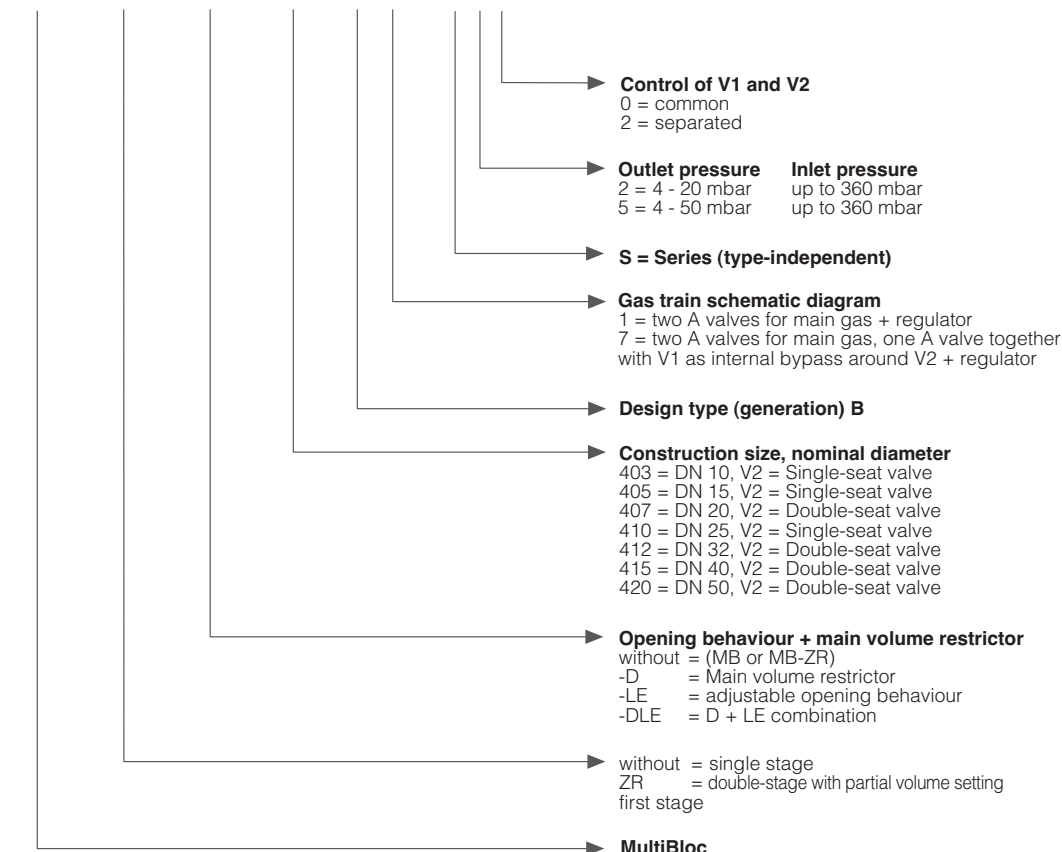 Control of V1 and V2
0 = common
2 = separated
Outlet pressure Inlet pressure
2 = 4 - 20 mbar up to 360 mbar
5 = 4 - 50 mbar up to 360 mbar
S = Series (type-independent)
Gas train schematic diagram
1 = two A valves for main gas + regulator
7 = two A valves for main gas, one A valve together
with V1 as internal bypass around V2 + regulator
Design type (generation) B
Construction size, nominal diameter
403 = DN 10, V2 = Single-seat valve
405 = DN 15, V2 = Single-seat valve
407 = DN 20, V2 = Double-seat valve
410 = DN 25, V2 = Single-seat valve
412 = DN 32, V2 = Double-seat valve
415 = DN 40, V2 = Double-seat valve
420 = DN 50, V2 = Double-seat valve
Opening behaviour + main volume restrictor
without = (MB or MB-ZR)
-D = Main volume restrictor
-LE = adjustable opening behaviour
-DLE = D + LE combination
without = single stage
ZR = double-stage with partial volume setting
first stage
MultiBloc